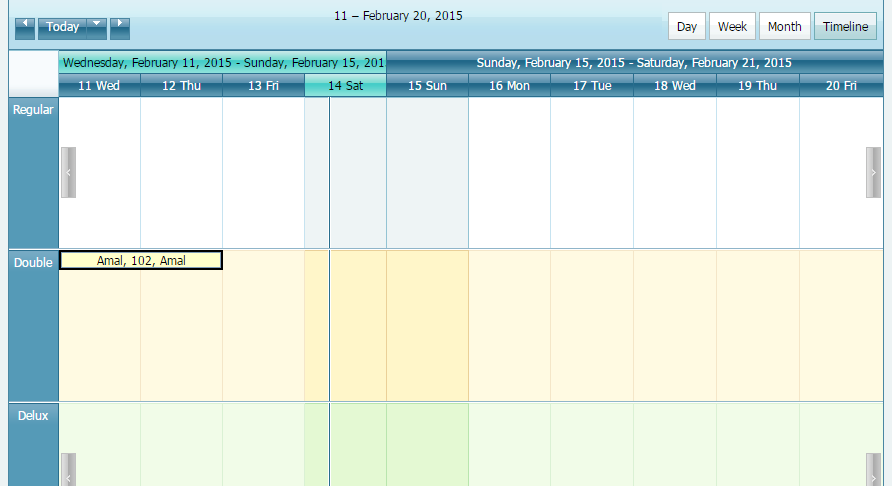 Today
11 – February 20, 2015
Day Week Month Timeline
Wednesday, February 11, 2015 - Sunday, February 15, 201
Sunday, February 15, 2015 - Saturday, February 21, 2015
11 Wed 12 Thu 13 Fri 14 Sat 15 Sun 16 Mon 17 Tue 18 Wed 19 Thu 20 Fri
Regular
Double
Amal, 102, Amal
Delux